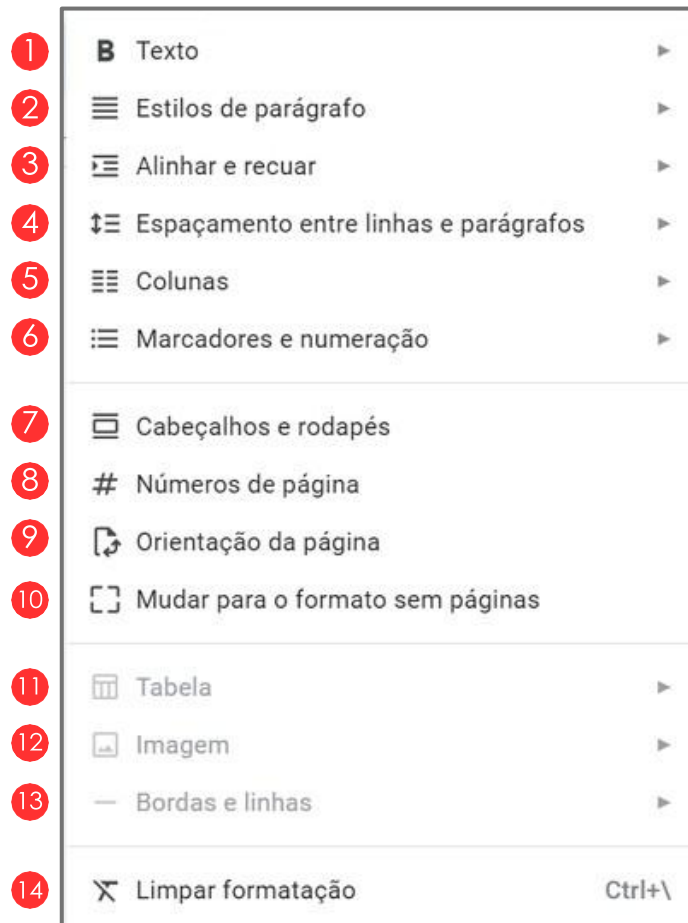 1 B Texto
2 Estilos de parágrafo
3 Alinhar e recuar
4 Espaçamento entre linhas e parágrafos
5 Colunas
6 Marcadores e numeração
7 Cabeçalhos e rodapés
8 # Números de página
9 Orientação da página
10 Mudar para o formato sem páginas
11 Tabela
12 Imagem
13 Bordas e linhas
14 Limpar formatação Ctrl+\